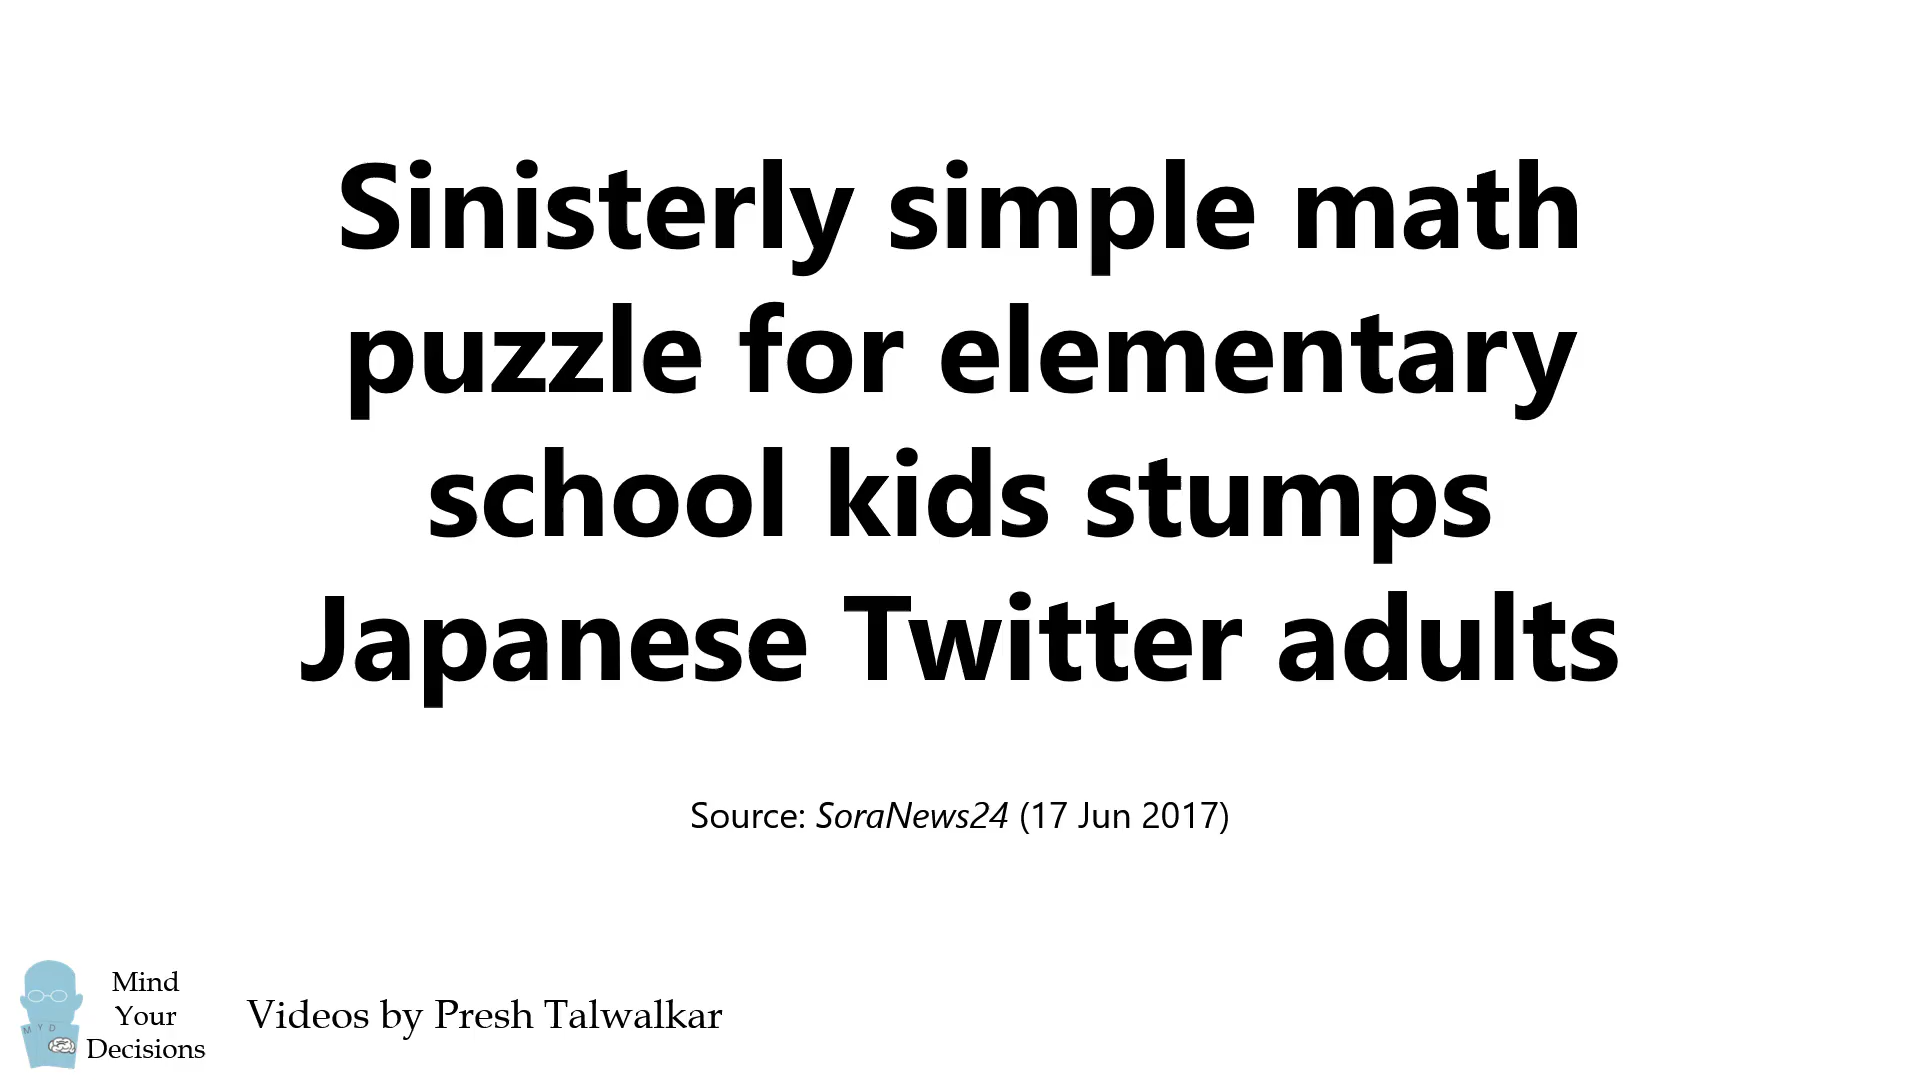 Sinisterly simple math
puzzle for elementary
school kids stumps
Japanese Twitter adults
Source: SoraNews24 (17 Jun 2017)
Mind
Your
Decisions
M Y D
Videos by Presh Talwalkar